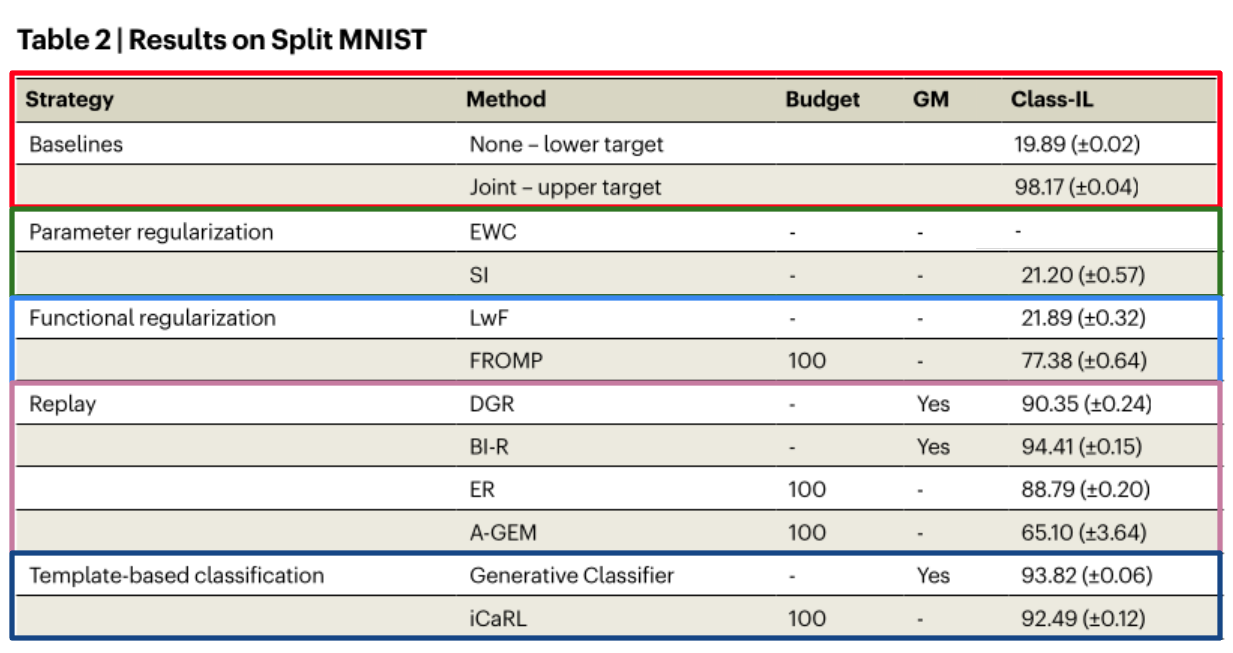 Table 2 | Results on Split MNIST
Strategy Method Budget GM Class-IL
Baselines None – lower target 19.89 (±0.02)
Joint – upper target 98.17 (±0.04)
Parameter regularization EWC - - -
SI - - 21.20 (±0.57)
Functional regularization LwF - - 21.89 (±0.32)
FROMP 100 - 77.38 (±0.64)
Replay DGR - Yes 90.35 (±0.24)
BI-R - Yes 94.41 (±0.15)
ER 100 - 88.79 (±0.20)
A-GEM 100 - 65.10 (±3.64)
Template-based classification Generative Classifier - Yes 93.82 (±0.06)
iCaRL 100 - 92.49 (±0.12)